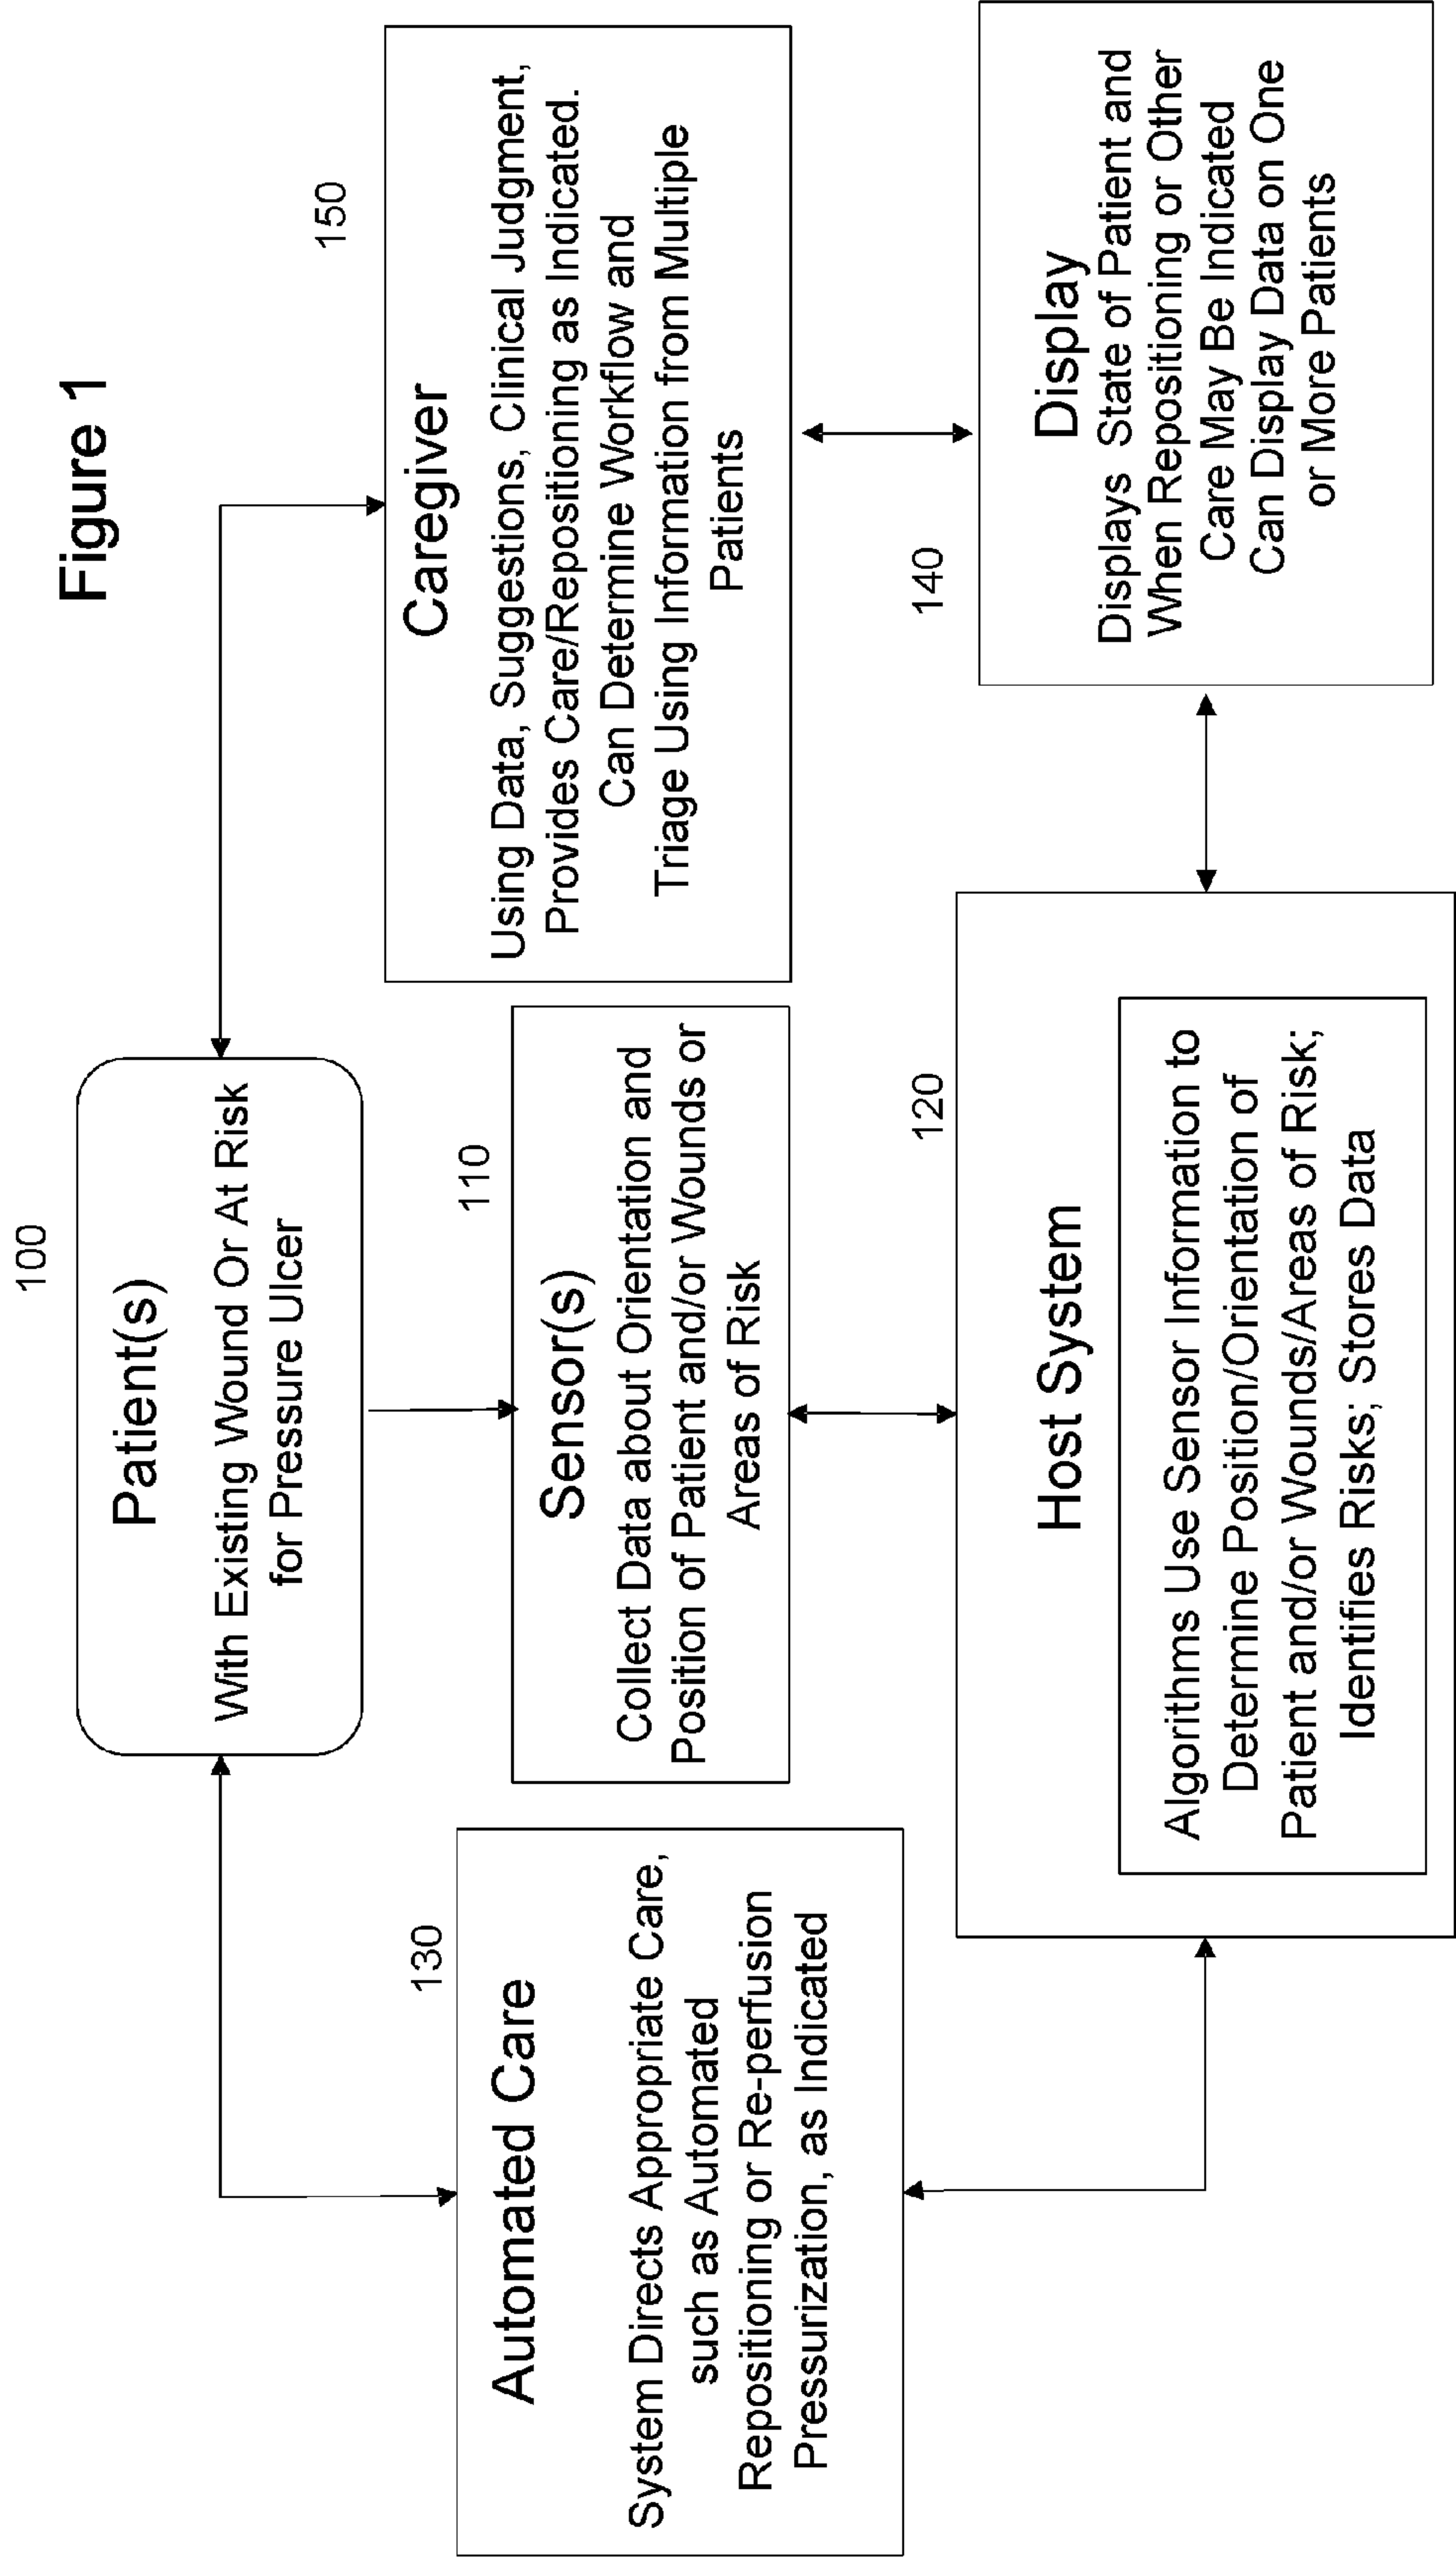 Figure 1
100
Patient(s)
With Existing Wound Or At Risk
for Pressure Ulcer
150
Caregiver
Using Data, Suggestions, Clinical Judgment,
Provides Care/Repositioning as Indicated.
Can Determine Workflow and
Triage Using Information from Multiple
Patients
110
Sensor(s)
Collect Data about Orientation and
Position of Patient and/or Wounds or
Areas of Risk
130
Automated Care
System Directs Appropriate Care,
such as Automated
Repositioning or Re-perfusion
Pressurization, as Indicated
120
Host System
Algorithms Use Sensor Information to
Determine Position/Orientation of
Patient and/or Wounds/Areas of Risk;
Identifies Risks; Stores Data
140
Display
Displays State of Patient and
When Repositioning or Other
Care May Be Indicated
Can Display Data on One
or More Patients